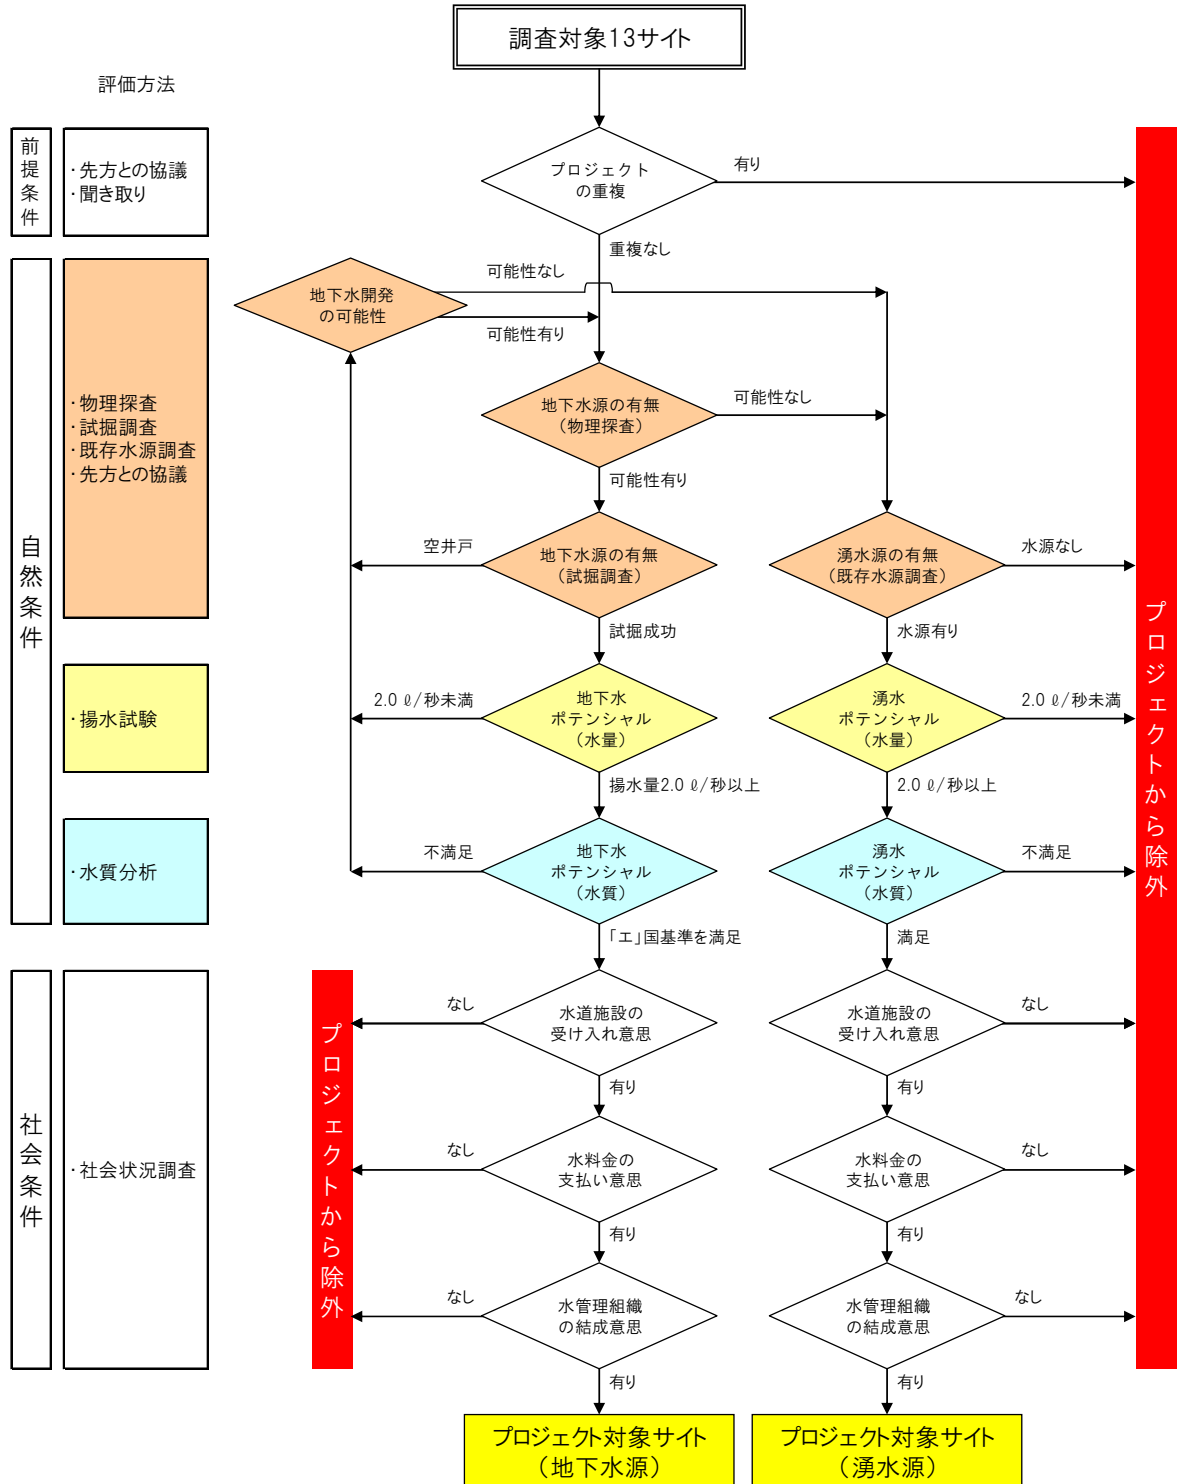 調査対象13サイト
評価方法
前提条件
・先方との協議
・聞き取り
プロジェクト
の重複
有り
重複なし
地下水開発
の可能性
可能性なし
可能性有り
自然条件
・物理探査
・試掘調査
・既存水源調査
・先方との協議
地下水源の有無
(物理探査)
可能性なし
可能性有り
空井戸
地下水源の有無
(試掘調査)
湧水源の有無
(既存水源調査)
水源なし
試掘成功
水源有り
・揚水試験
2.0 ℓ/秒未満
地下水
ポテンシャル
(水量)
湧水
ポテンシャル
(水量)
2.0 ℓ/秒未満
揚水量2.0 ℓ/秒以上
2.0 ℓ/秒以上
・水質分析
不満足
地下水
ポテンシャル
(水質)
湧水
ポテンシャル
(水質)
不満足
「エ」国基準を満足
満足
プロジェクトから除外
社会条件
・社会状況調査
プロジェクトから除外
なし
水道施設の
受け入れ意思
水道施設の
受け入れ意思
なし
有り
有り
なし
水料金の
支払い意思
水料金の
支払い意思
なし
有り
有り
なし
水管理組織
の結成意思
水管理組織
の結成意思
なし
有り
有り
プロジェクト対象サイト
(地下水源)
プロジェクト対象サイト
(湧水源)